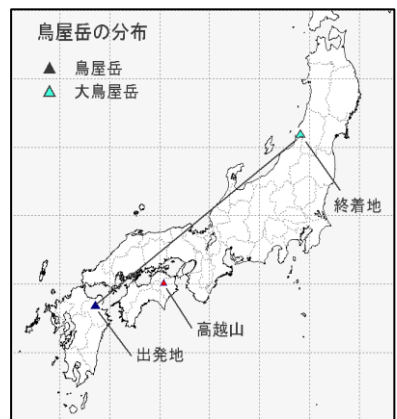 鳥屋岳の分布
▲ 鳥屋岳
▲ 大鳥屋岳
終着地
高越山
出発地